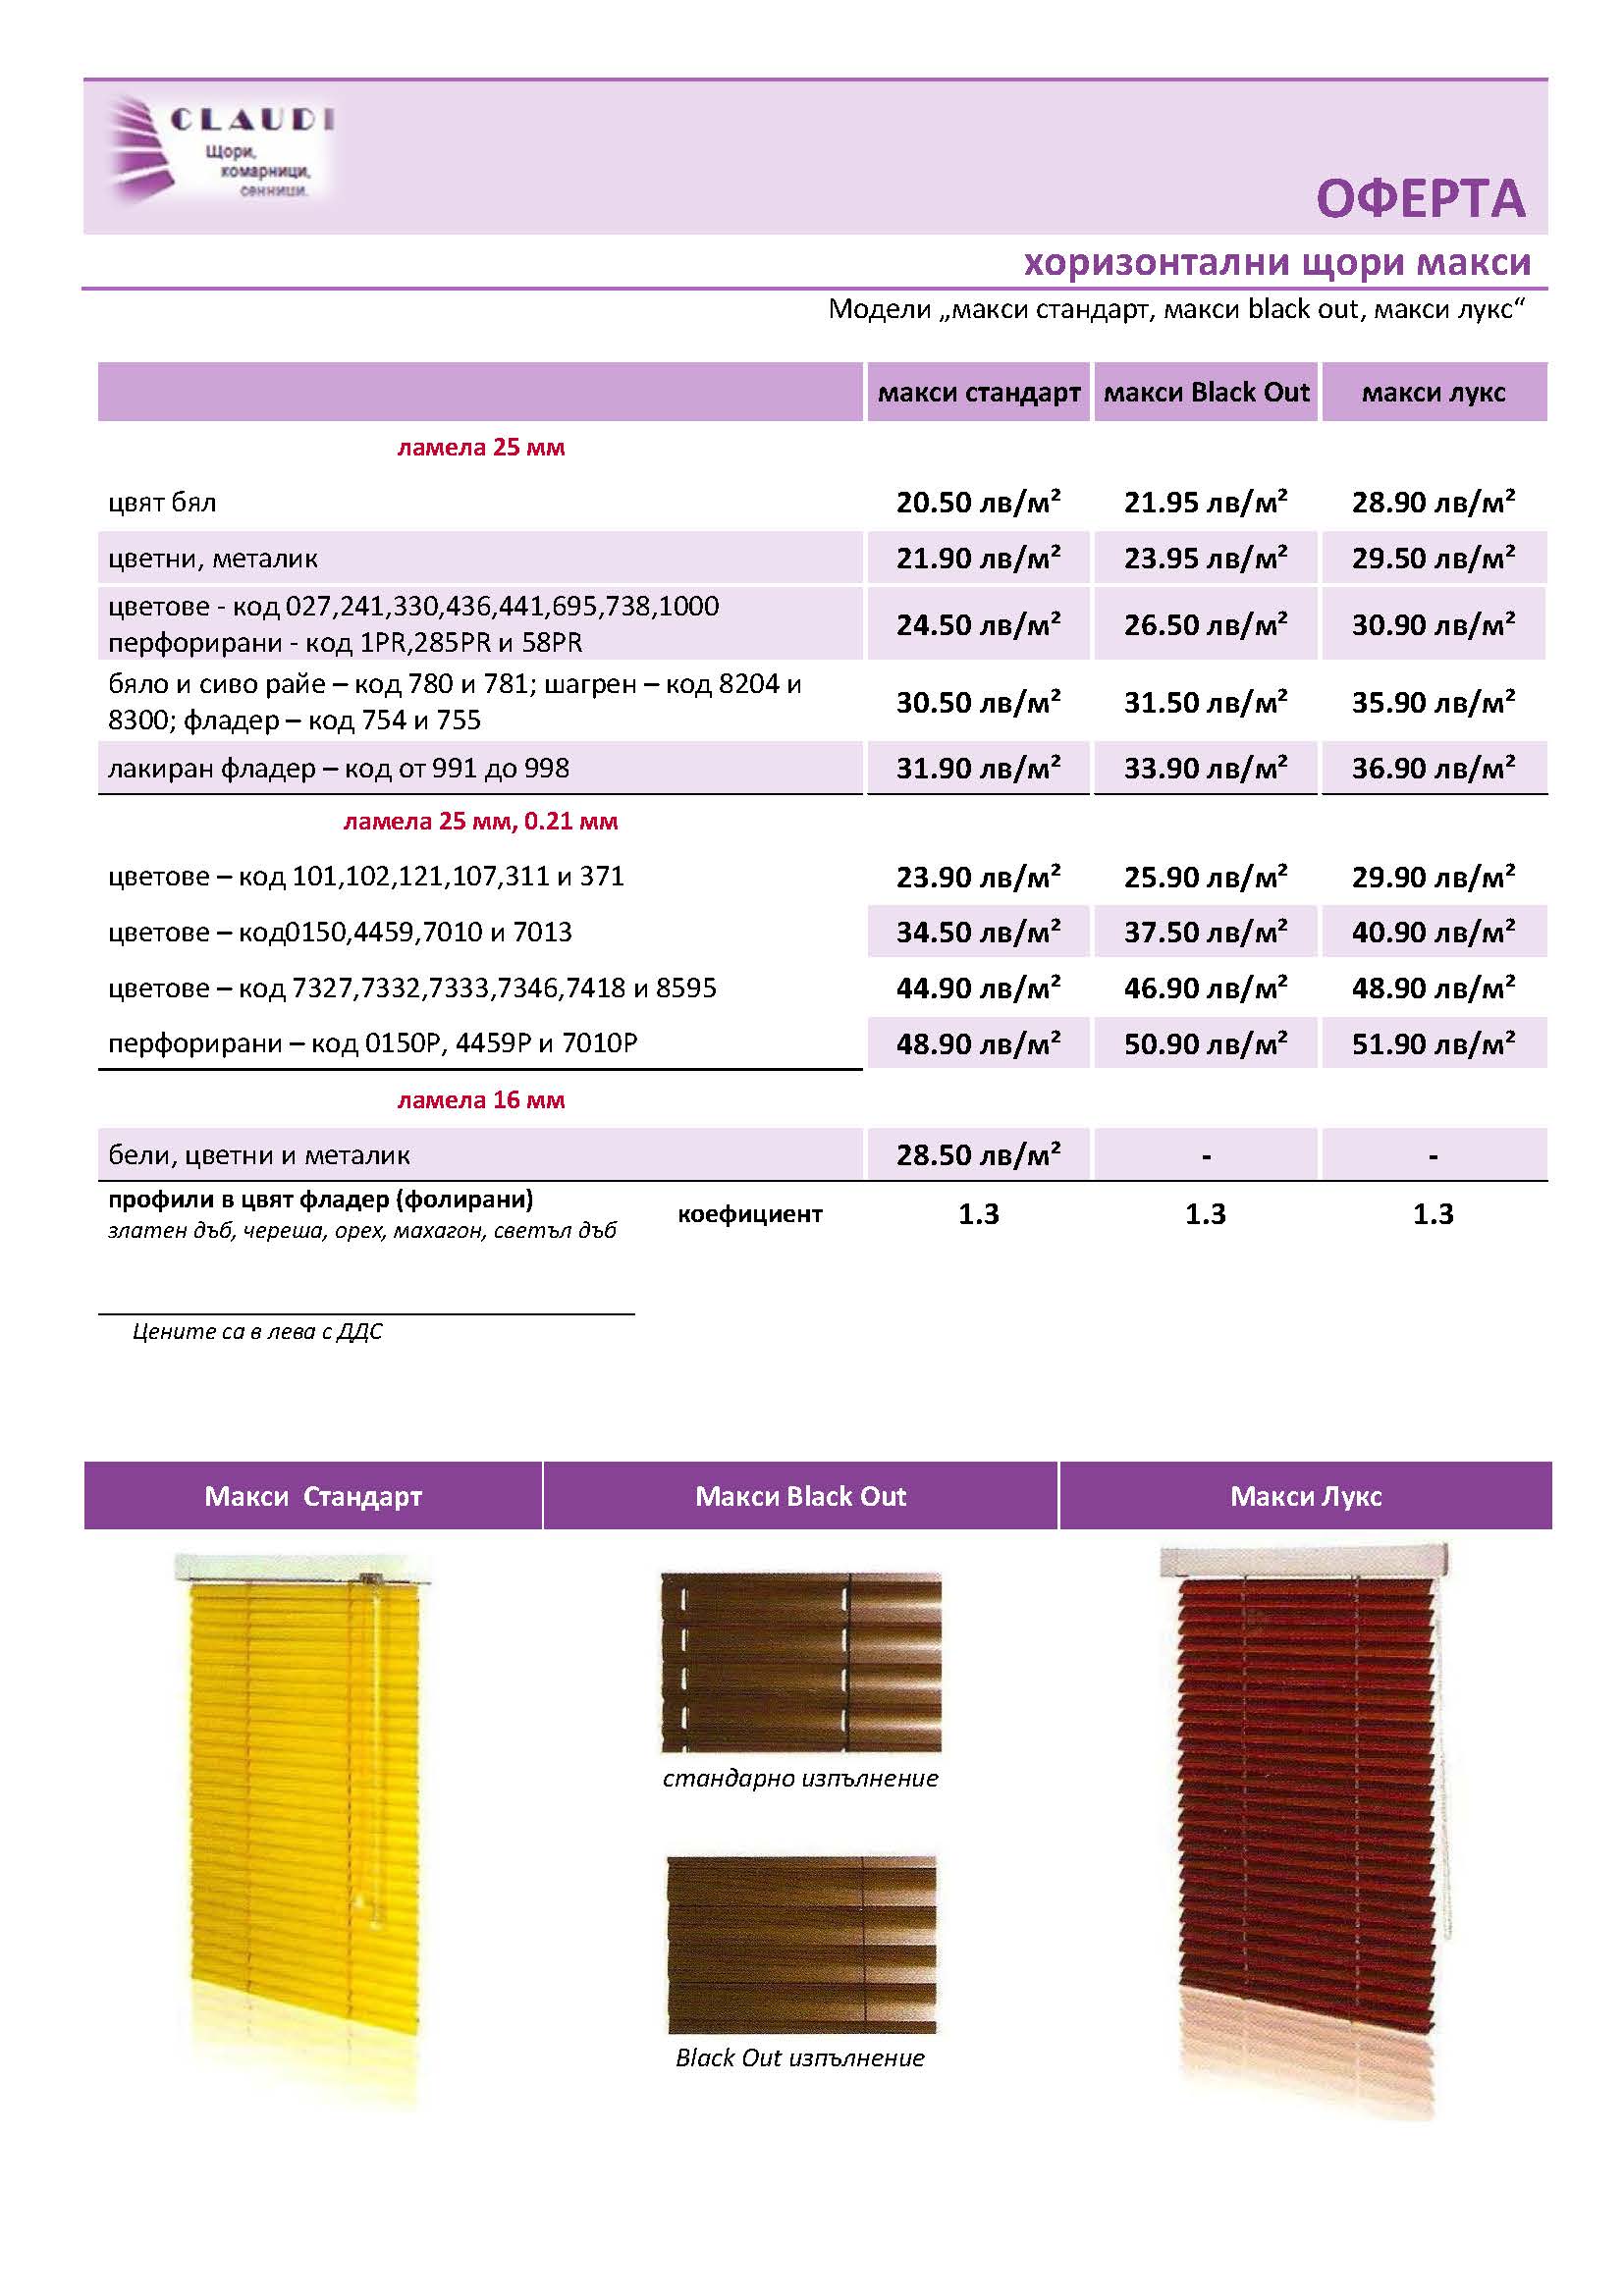 CLAUDI
Щори,
комарници,
сенници.
ОФЕРТА
хоризонтални щори макси
Модели „макси стандарт, макси black out, макси лукс“
макси стандарт макси Black Out макси лукс
ламела 25 мм
цвят бял 20.50 лв/м² 21.95 лв/м² 28.90 лв/м²
цветни, металик 21.90 лв/м² 23.95 лв/м² 29.50 лв/м²
цветове - код 027,241,330,436,441,695,738,1000
перфорирани - код 1PR,285PR и 58PR 24.50 лв/м² 26.50 лв/м² 30.90 лв/м²
бяло и сиво райе – код 780 и 781; шагрен – код 8204 и
8300; фладер – код 754 и 755 30.50 лв/м² 31.50 лв/м² 35.90 лв/м²
лакиран фладер – код от 991 до 998 31.90 лв/м² 33.90 лв/м² 36.90 лв/м²
ламела 25 мм, 0.21 мм
цветове – код 101,102,121,107,311 и 371 23.90 лв/м² 25.90 лв/м² 29.90 лв/м²
цветове – код0150,4459,7010 и 7013 34.50 лв/м² 37.50 лв/м² 40.90 лв/м²
цветове – код 7327,7332,7333,7346,7418 и 8595 44.90 лв/м² 46.90 лв/м² 48.90 лв/м²
перфорирани – код 0150P, 4459P и 7010P 48.90 лв/м² 50.90 лв/м² 51.90 лв/м²
ламела 16 мм
бели, цветни и металик 28.50 лв/м² - -
профили в цвят фладер (фолирани)
златен дъб, череша, орех, махагон, светъл дъб коефициент 1.3 1.3 1.3
Цените са в лева с ДДС
Макси Стандарт Макси Black Out Макси Лукс
стандарно изпълнение
Black Out изпълнение